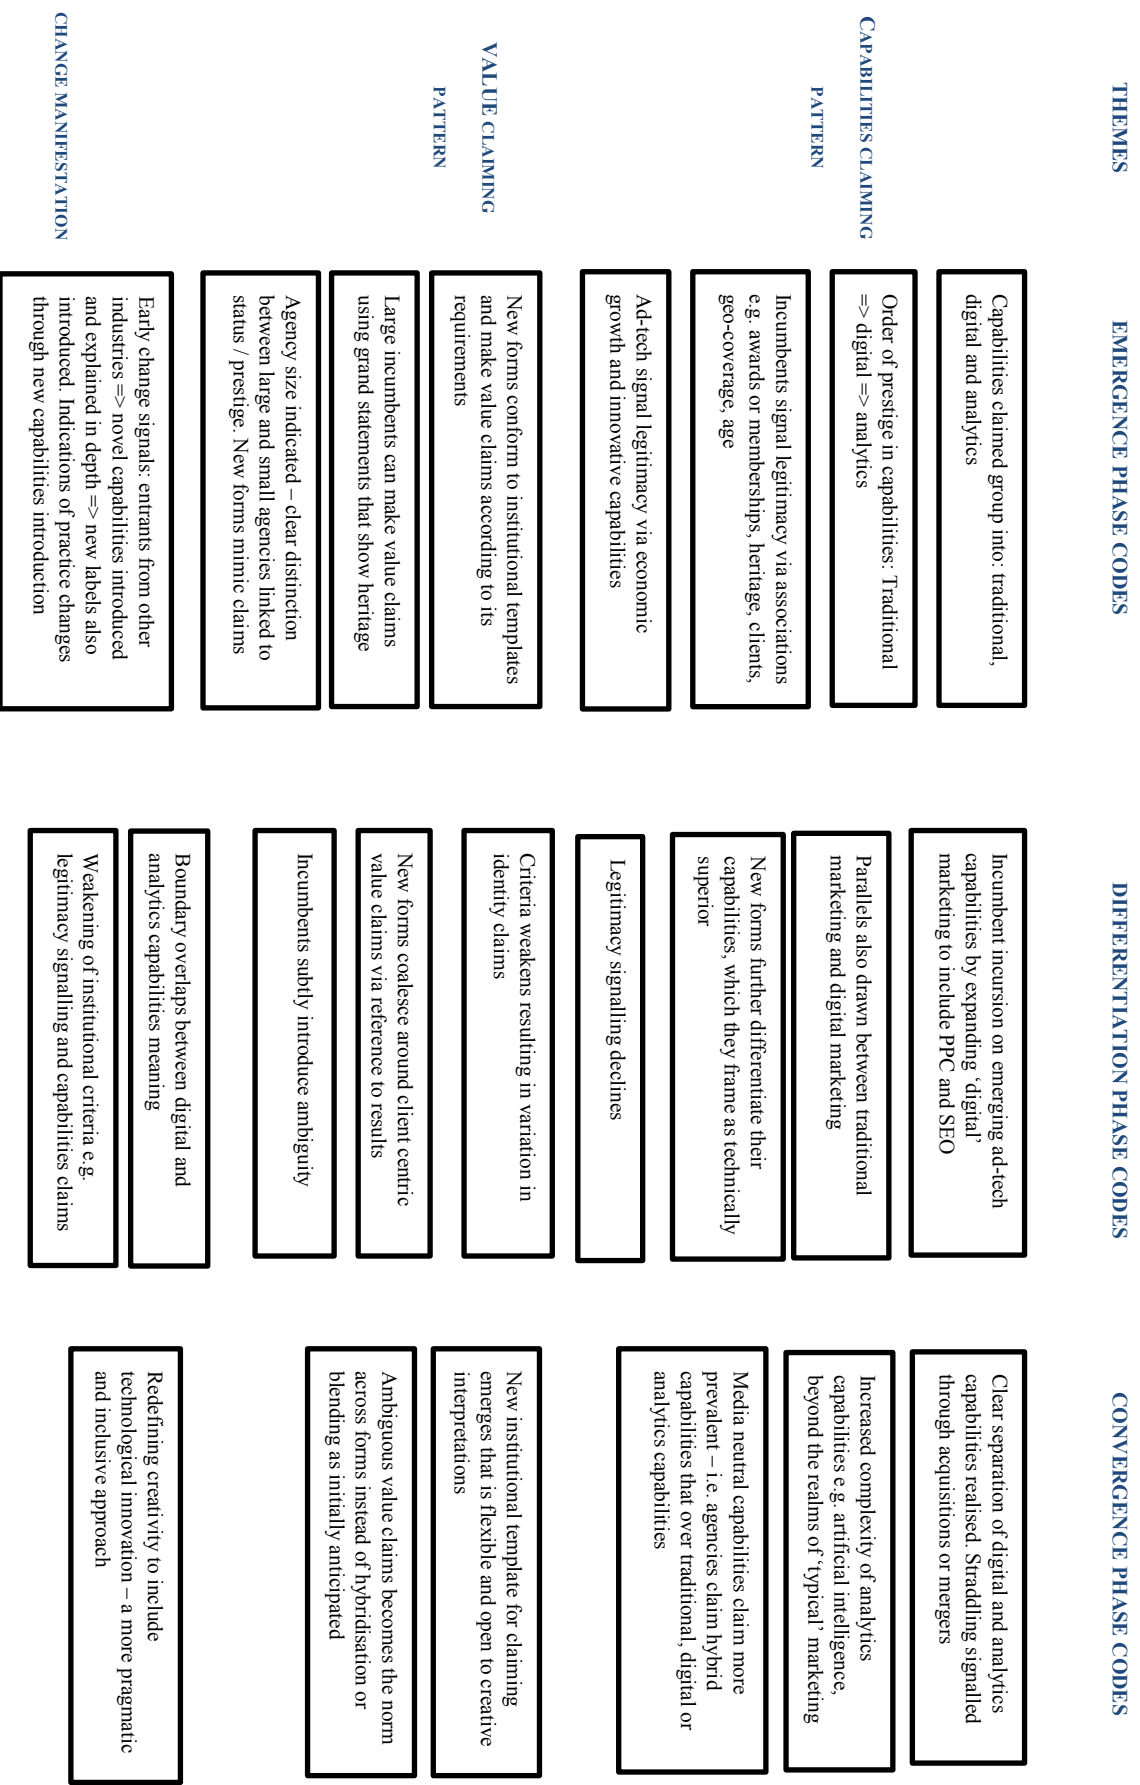 THEMES
EMERGENCE PHASE CODES
DIFFERENTIATION PHASE CODES
CONVERGENCE PHASE CODES
CAPABILITIES CLAIMING
PATTERN
Capabilities claimed group into: traditional,
digital and analytics
Order of prestige in capabilities: Traditional
=> digital => analytics
Incumbents signal legitimacy via associations
e.g. awards or memberships, heritage, clients,
geo-coverage, age
Ad-tech signal legitimacy via economic
growth and innovative capabilities
Incumbent incursion on emerging ad-tech
capabilities by expanding ‘digital’
marketing to include PPC and SEO
Parallels also drawn between traditional
marketing and digital marketing
New forms further differentiate their
capabilities, which they frame as technically
superior
Legitimacy signalling declines
Clear separation of digital and analytics
capabilities realised. Straddling signalled
through acquisitions or mergers
Increased complexity of analytics
capabilities e.g. artificial intelligence,
beyond the realms of ‘typical’ marketing
Media neutral capabilities claim more
prevalent – i.e. agencies claim hybrid
capabilities that over traditional, digital or
analytics capabilities
VALUE CLAIMING
PATTERN
New forms conform to institutional templates
and make value claims according to its
requirements
Large incumbents can make value claims
using grand statements that show heritage
Agency size indicated – clear distinction
between large and small agencies linked to
status / prestige. New forms mimic claims
Criteria weakens resulting in variation in
identity claims
New forms coalesce around client centric
value claims via reference to results
Incumbents subtly introduce ambiguity
New institutional template for claiming
emerges that is flexible and open to creative
interpretations
Ambiguous value claims becomes the norm
across forms instead of hybridisation or
blending as initially anticipated
CHANGE MANIFESTATION
Early change signals: entrants from other
industries => novel capabilities introduced
and explained in depth => new labels also
introduced. Indications of practice changes
through new capabilities introduction
Boundary overlaps between digital and
analytics capabilities meaning
Weakening of institutional criteria e.g.
legitimacy signalling and capabilities claims
Redefining creativity to include
technological innovation – a more pragmatic
and inclusive approach